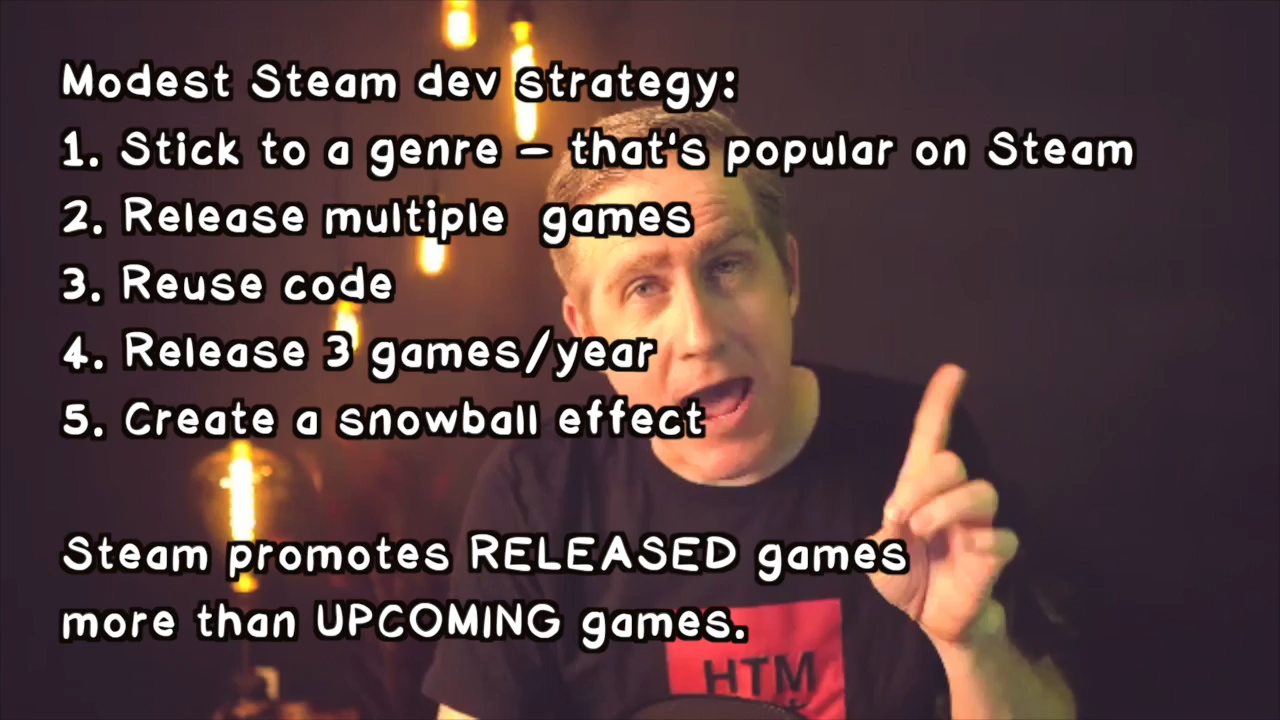 Modest Steam dev strategy:
1. Stick to a genre – that's popular on Steam
2. Release multiple games
3. Reuse code
4. Release 3 games/year
5. Create a snowball effect
Steam promotes RELEASED games
more than UPCOMING games.
HTM